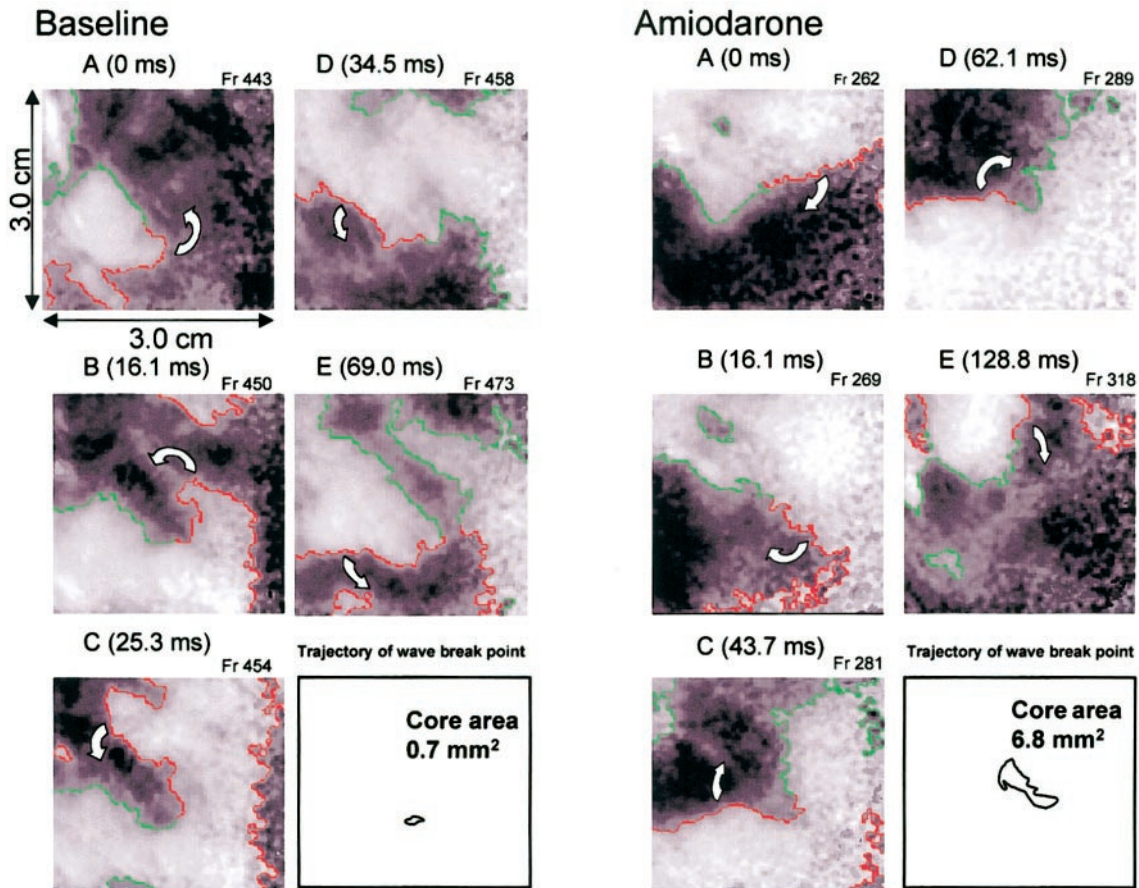 Baseline
A (0 ms)
Fr 443
D (34.5 ms)
Fr 458
3.0 cm
3.0 cm
B (16.1 ms)
Fr 450
E (69.0 ms)
Fr 473
C (25.3 ms)
Fr 454
Trajectory of wave break point
Core area
0.7 mm²
Amiodarone
A (0 ms)
Fr 262
D (62.1 ms)
Fr 289
B (16.1 ms)
Fr 269
E (128.8 ms)
Fr 318
C (43.7 ms)
Fr 281
Trajectory of wave break point
Core area
6.8 mm²